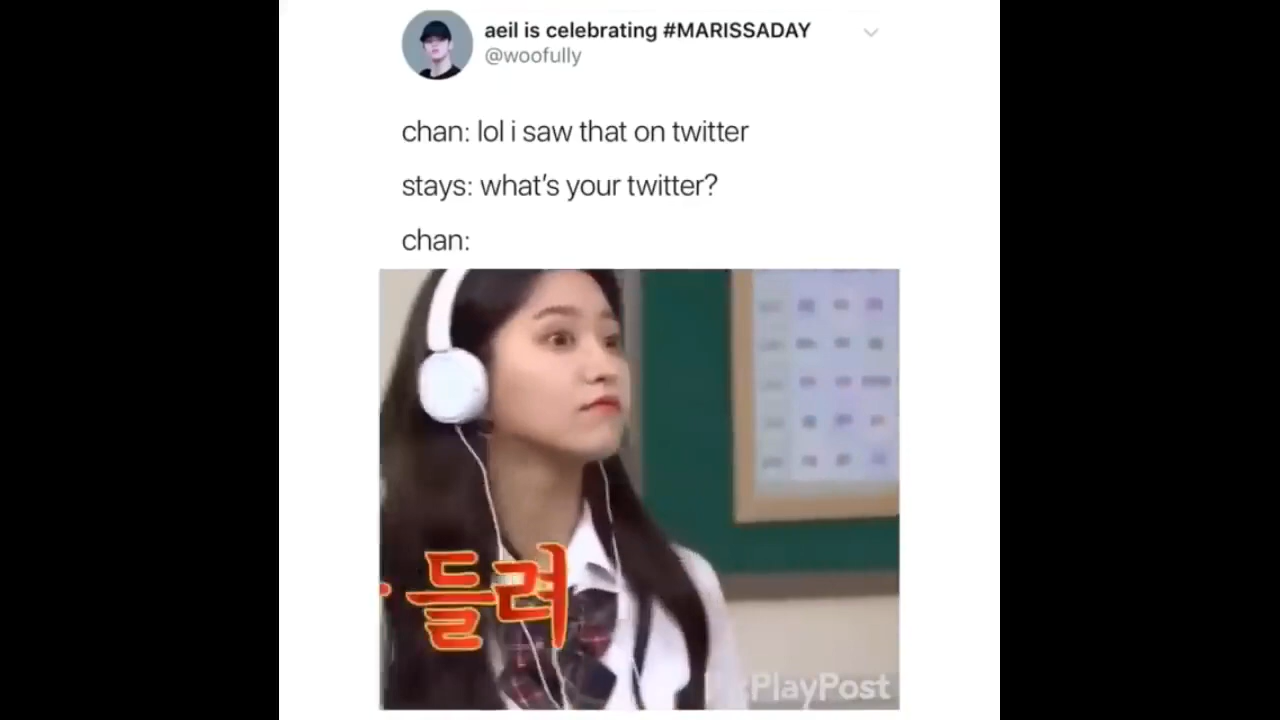 aeil is celebrating #MARISSADAY
@woofully
chan: lol i saw that on twitter
stays: what's your twitter?
chan:
들려
PlayPost